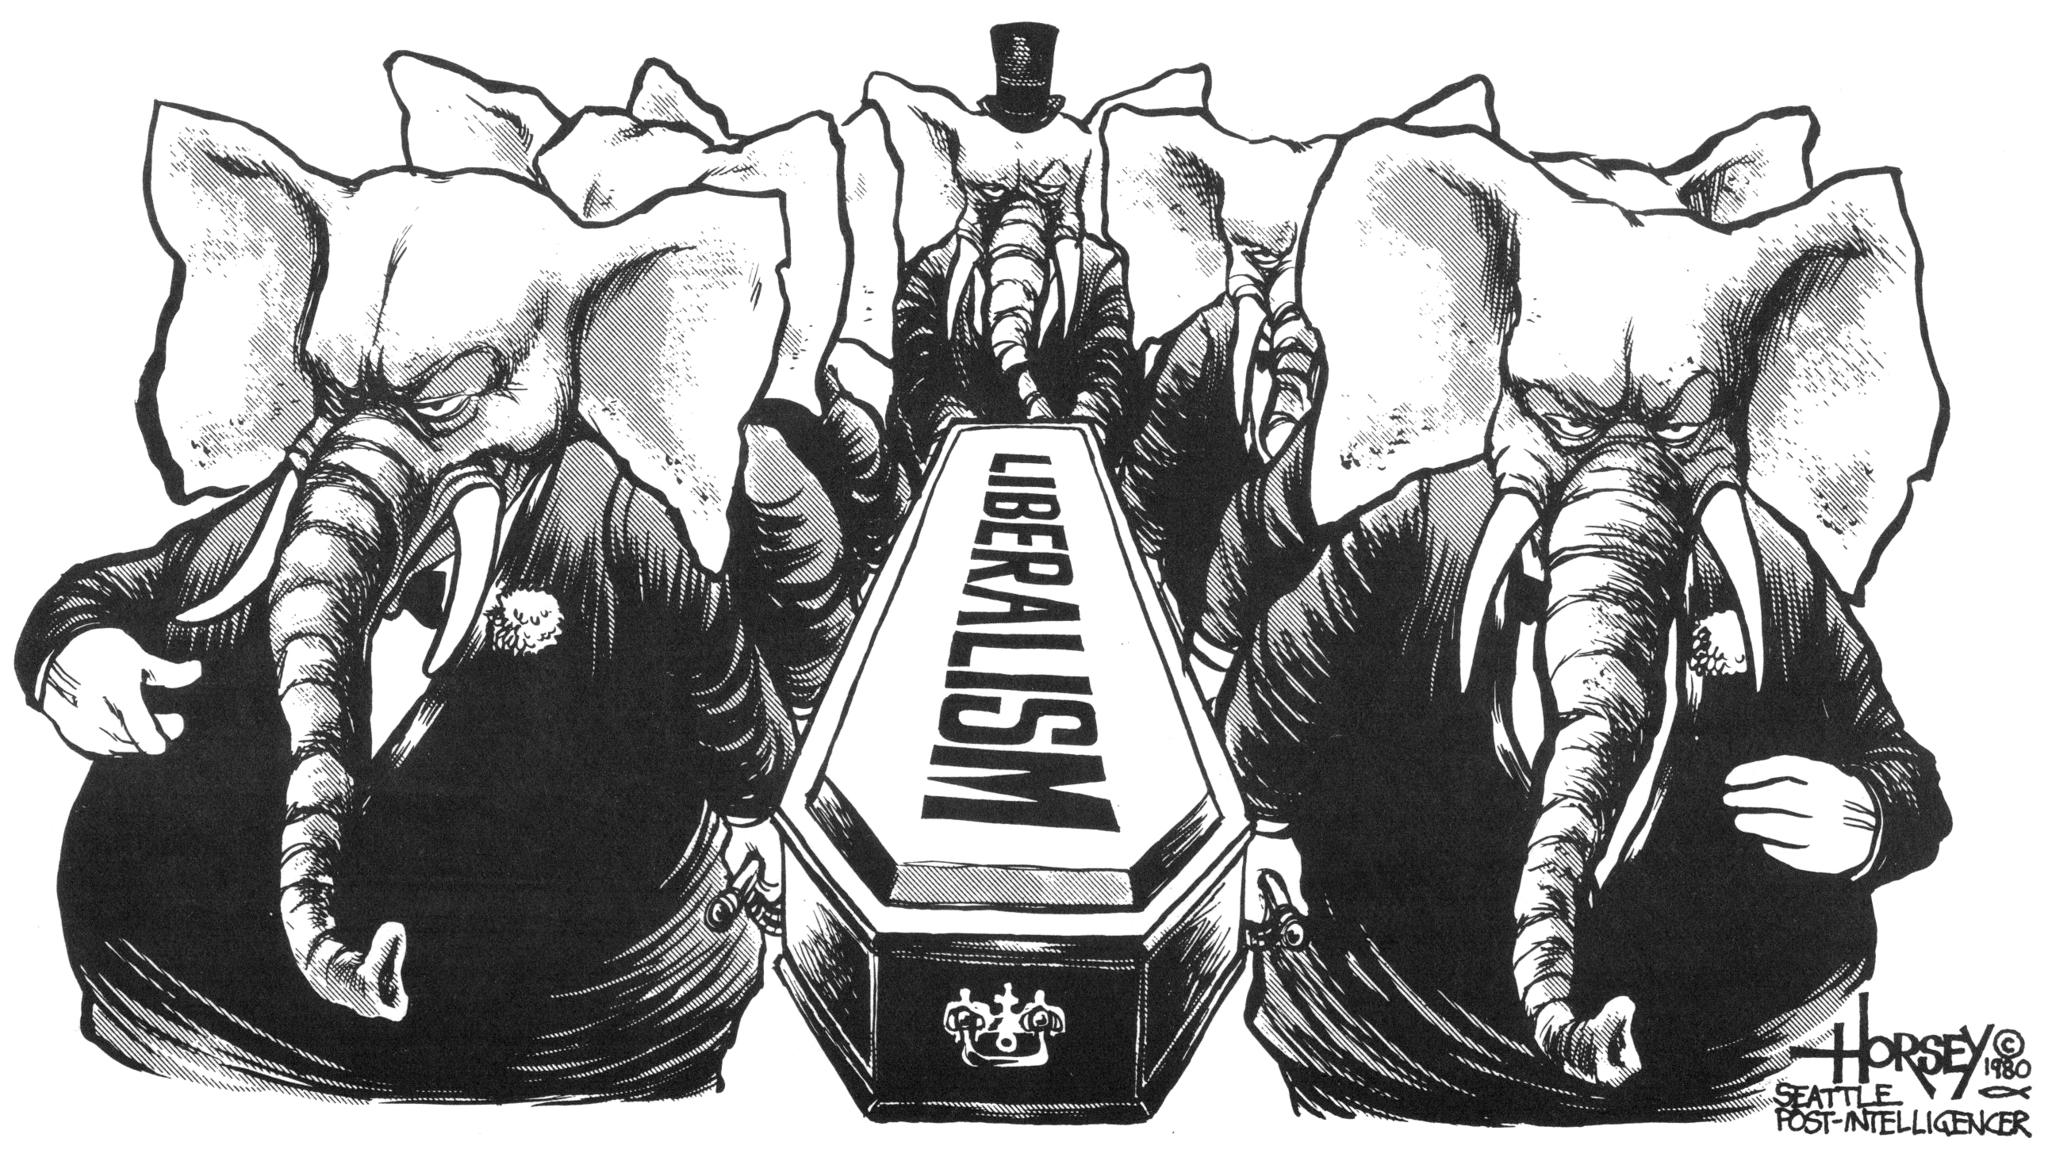 LIBERALISM
HORSEY ©
1980
SEATTLE
POST-INTELLIGENCER